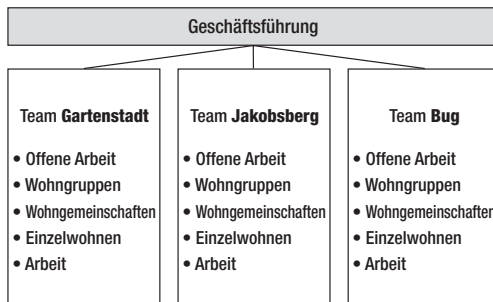 Geschäftsführung
Team Gartenstadt
• Offene Arbeit
• Wohngruppen
• Wohngemeinschaften
• Einzelwohnen
• Arbeit
Team Jakobsberg
• Offene Arbeit
• Wohngruppen
• Wohngemeinschaften
• Einzelwohnen
• Arbeit
Team Bug
• Offene Arbeit
• Wohngruppen
• Wohngemeinschaften
• Einzelwohnen
• Arbeit